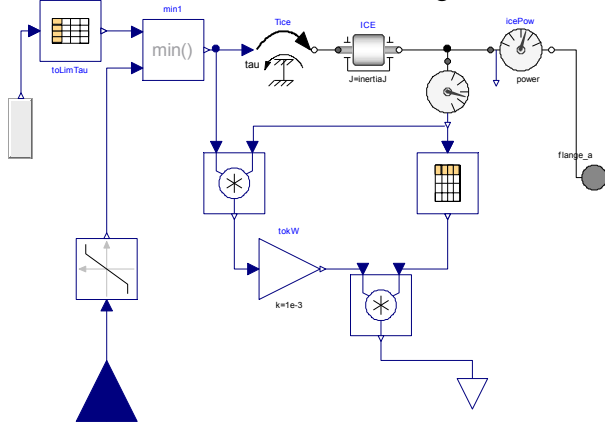 min1
Tice
ICE
icePow
min()
toLimTau
tau
J=inertiaJ
power
flange_a
tokW
k=1e-3